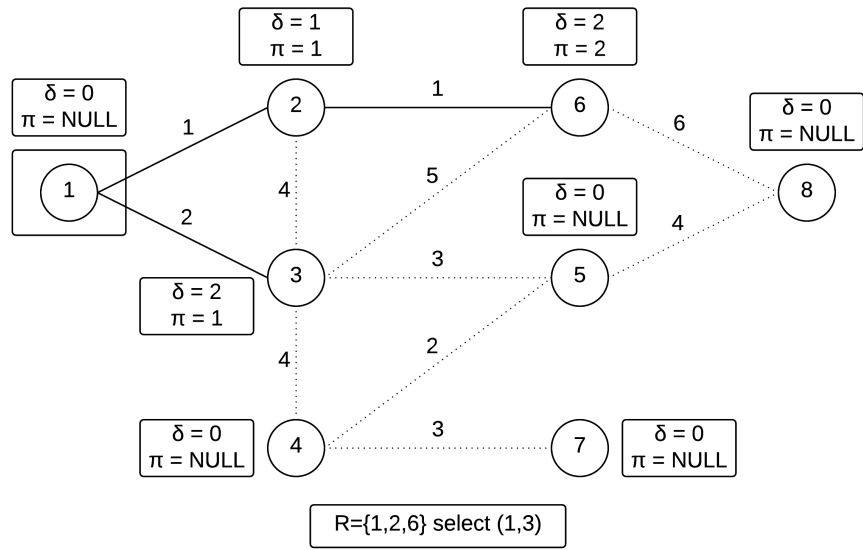 δ = 1
π = 1
δ = 2
π = 2
δ = 0
π = NULL
1
2
1
6
6
δ = 0
π = NULL
1
2
4
5
δ = 0
π = NULL
8
4
3
3
5
δ = 2
π = 1
4
2
δ = 0
π = NULL
4
3
7
δ = 0
π = NULL
R={1,2,6} select (1,3)